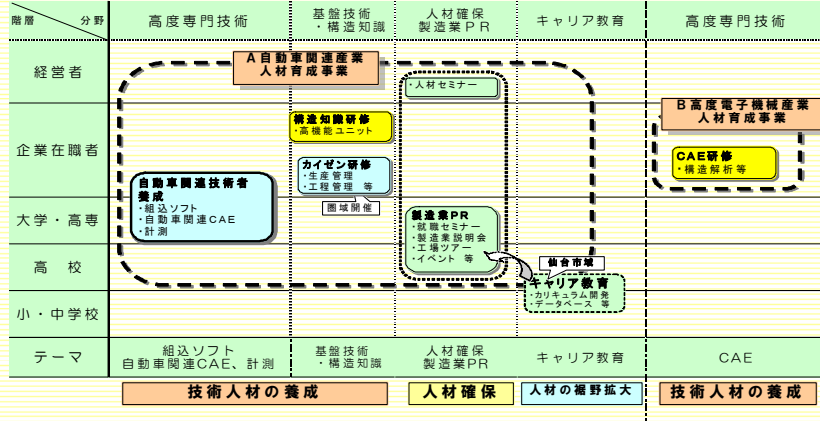 階層　分野
高度専門技術
基盤技術
・構造知識
人材確保
製造業PR
キャリア教育
高度専門技術
経営者
A自動車関連産業
人材育成事業
・人材セミナー
企業在職者
構造知識研修
・高機能ユニット
カイゼン研修
・生産管理
・工程管理 等
圏域開催
B高度電子機械産業
人材育成事業
CAE研修
・構造解析等
自動車関連技術者
養成
・組込ソフト
・自動車関連CAE
・計測
大学・高専
製造業PR
・就職セミナー
・製造業説明会
・工場ツアー
・イベント 等
高　校
仙台市域
キャリア教育
・カリキュラム開発
・データベース 等
小・中学校
テーマ
組込ソフト
自動車関連CAE、計測
基盤技術
・構造知識
人材確保
製造業PR
キャリア教育
CAE
技術人材の養成
人材確保
人材の裾野拡大
技術人材の養成